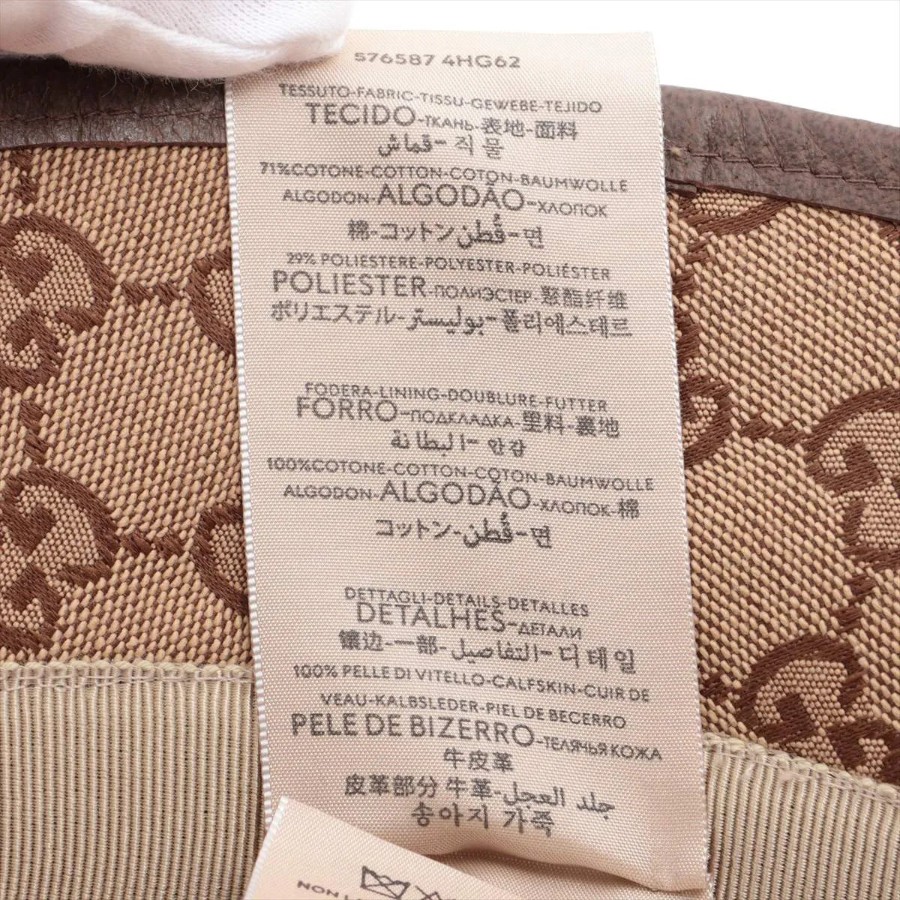 576587 4HG62
TESSUTO-FABRIC-TISSU-GEWEBE-TEJIDO
TECIDO-ТКАНЬ-表地-面料
قماش-직물
71%COTONE-COTTON-COTON-BAUMWOLLE
ALGODON-ALGODÃO-ХЛОПОК
棉-コットン-قُطن-면
29% POLIESTERE-POLYESTER-POLIÉSTER
POLIESTER-ПОЛИЭСТЕР-聚酯纤维
ポリエステル-بوليستر-폴리에스테르
FODERA-LINING-DOUBLURE-FUTTER
FORRO-ПОДКЛАДКА-里料-裏地
البطانة-안감
100%COTONE-COTTON-COTON-BAUMWOLLE
ALGODON-ALGODÃO-ХЛОПОК-棉
コットン-قُطن-면
DETTAGLI-DETAILS-DETALLES
DETALHES-ДЕТАЛИ
镶边-一部-التفاصيل-디테일
100% PELLE DI VITELLO-CALFSKIN-CUIR DE
VEAU-KALBSLEDER-PIEL DE BECERRO
PELE DE BIZERRO-ТЕЛЯЧЬЯ КОЖА
牛皮革
皮革部分 牛革-جلد العجل
송아지 가죽
NON